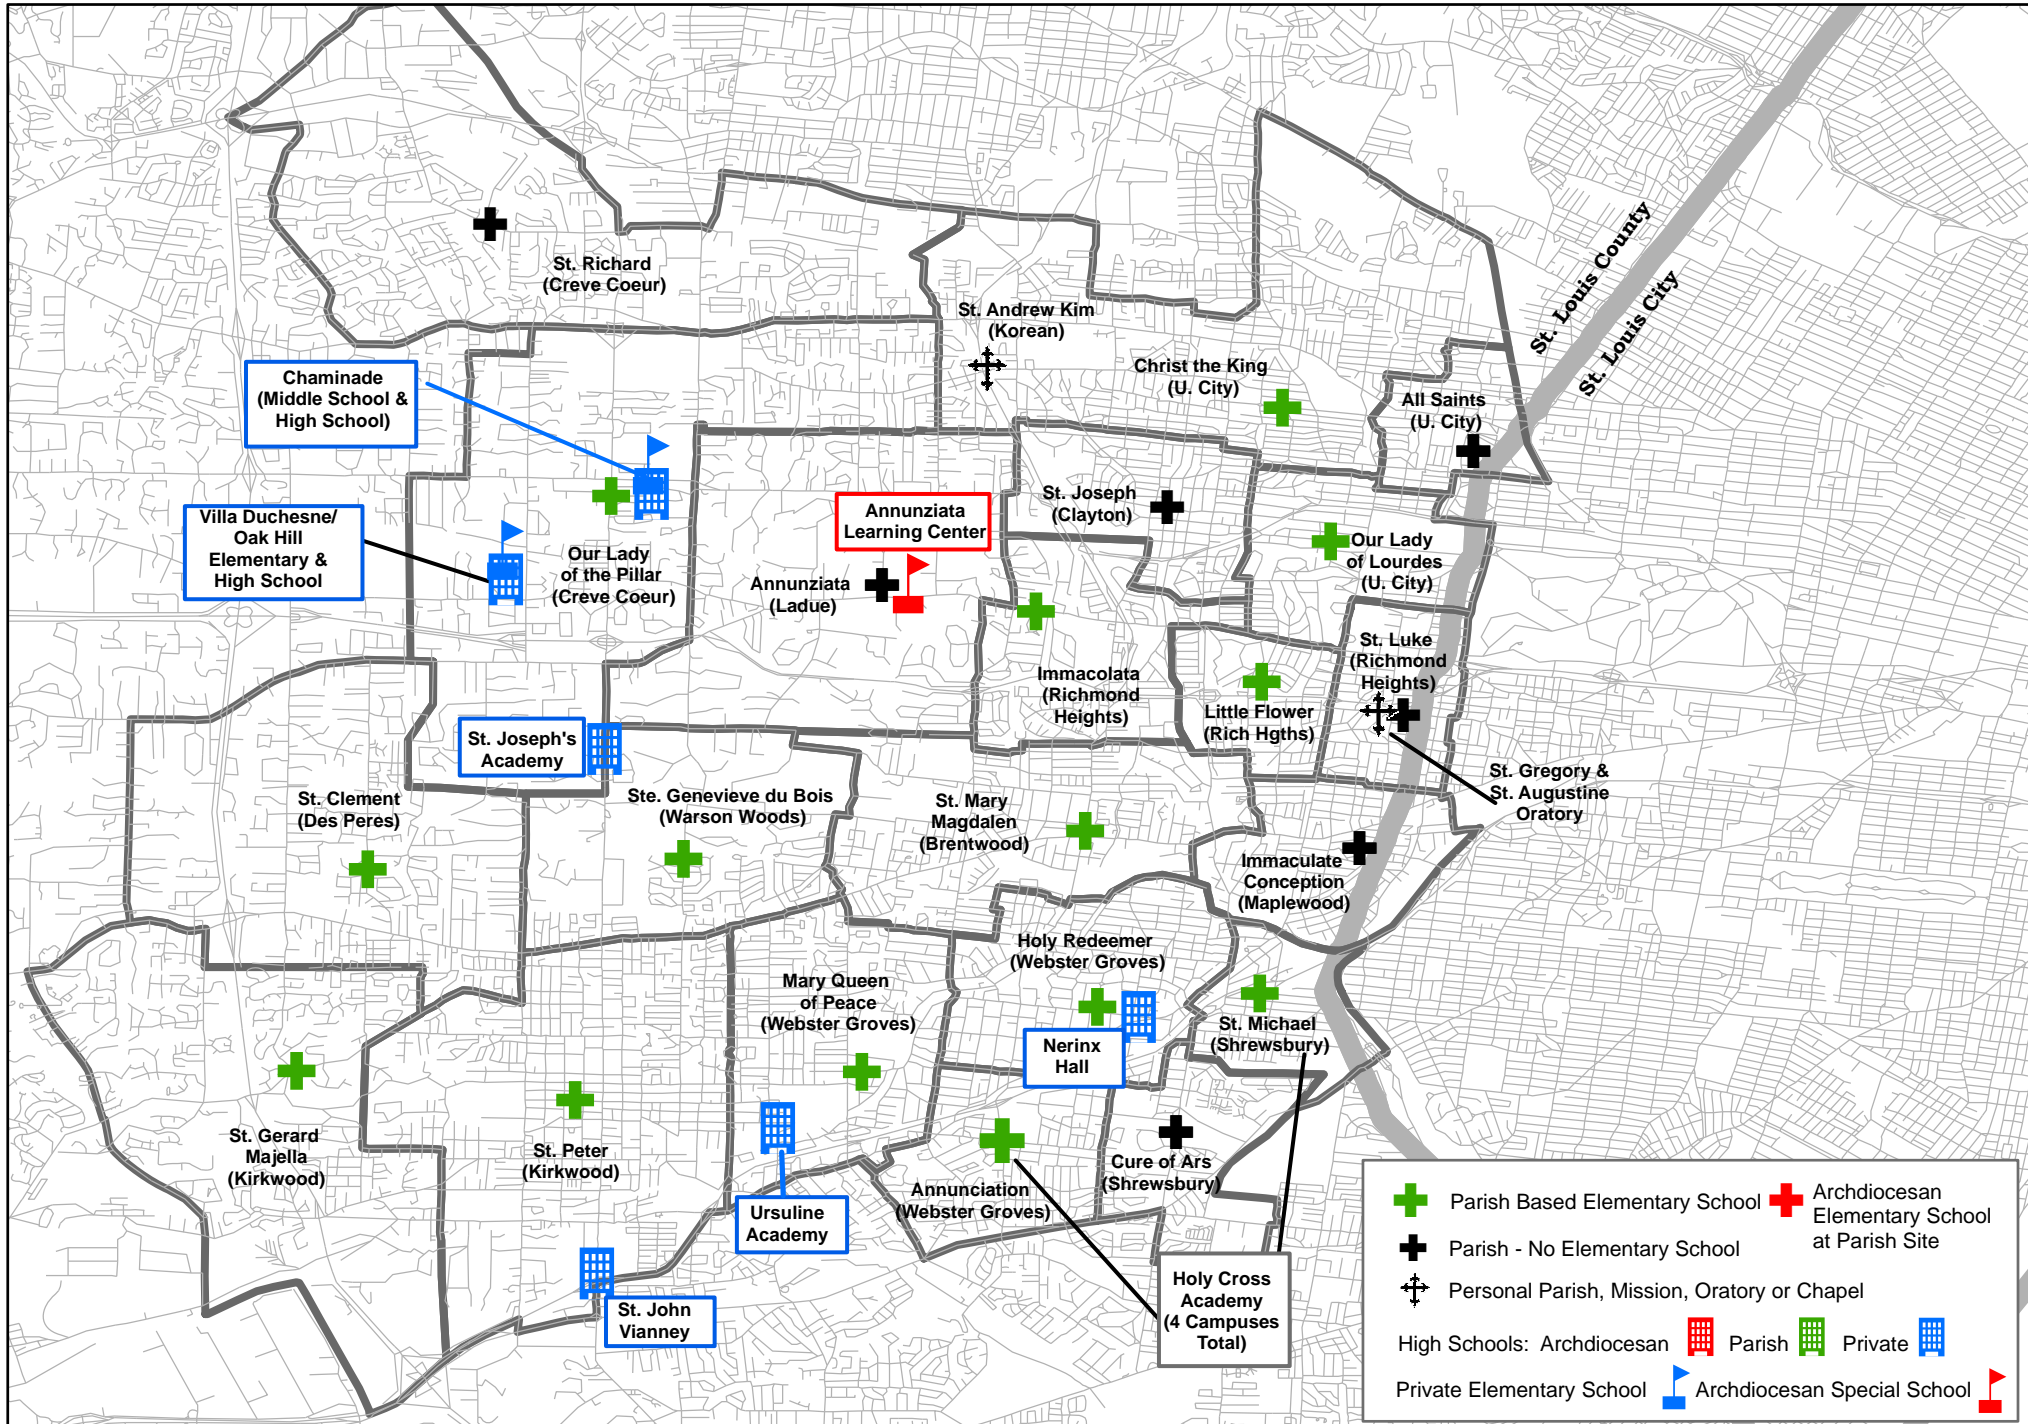 St. Richard
(Creve Coeur)
St. Andrew Kim
(Korean)
St. Louis County
St. Louis City
Chaminade
(Middle School &
High School)
Christ the King
(U. City)
All Saints
(U. City)
Villa Duchesne/
Oak Hill
Elementary &
High School
Our Lady
of the Pillar
(Creve Coeur)
Annunziata
Learning Center
Annunziata
(Ladue)
St. Joseph
(Clayton)
Our Lady
of Lourdes
(U. City)
St. Luke
(Richmond
Heights)
Immacolata
(Richmond
Heights)
Little Flower
(Rich Hgths)
St. Joseph's
Academy
St. Clement
(Des Peres)
Ste. Genevieve du Bois
(Warson Woods)
St. Mary
Magdalen
(Brentwood)
St. Gregory &
St. Augustine
Oratory
Immaculate
Conception
(Maplewood)
Holy Redeemer
(Webster Groves)
Mary Queen
of Peace
(Webster Groves)
Nerinx
Hall
St. Michael
(Shrewsbury)
St. Gerard
Majella
(Kirkwood)
St. Peter
(Kirkwood)
Ursuline
Academy
Annunciation
(Webster Groves)
Cure of Ars
(Shrewsbury)
St. John
Vianney
Holy Cross
Academy
(4 Campuses
Total)
Parish Based Elementary School
Archdiocesan
Elementary School
at Parish Site
Parish - No Elementary School
Personal Parish, Mission, Oratory or Chapel
High Schools: Archdiocesan Parish Private
Private Elementary School Archdiocesan Special School